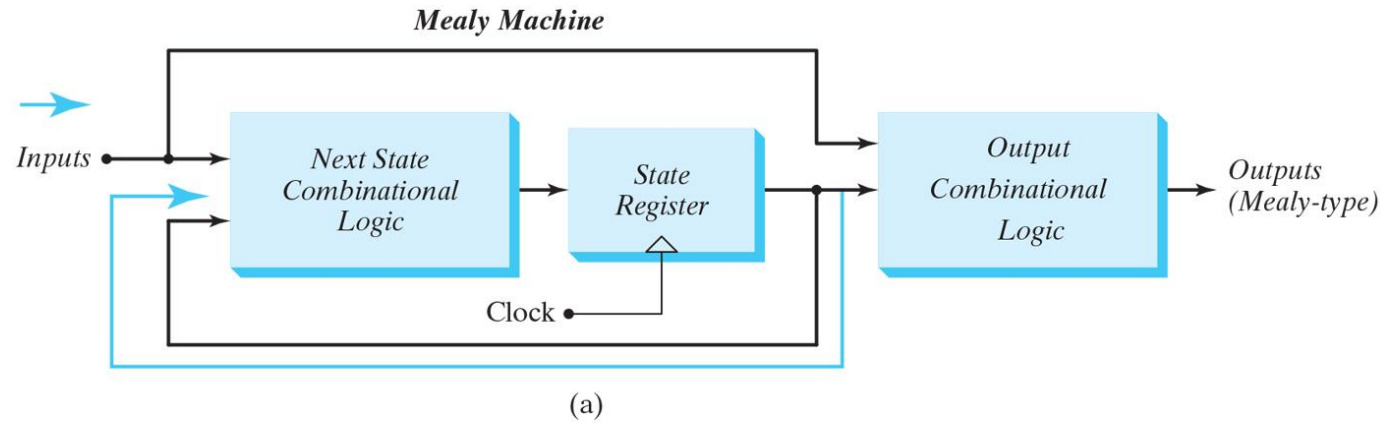 Mealy Machine
Inputs
Next State
Combinational
Logic
State
Register
Clock
Output
Combinational
Logic
Outputs
(Mealy-type)
(a)